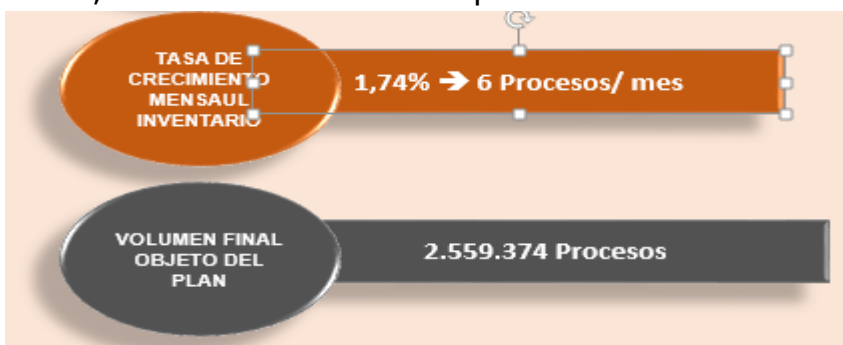 TASA DE
CRECIMIENTO
MENSAUL
INVENTARIO
1,74% ➔ 6 Procesos/ mes
VOLUMEN FINAL
OBJETO DEL
PLAN
2.559.374 Procesos